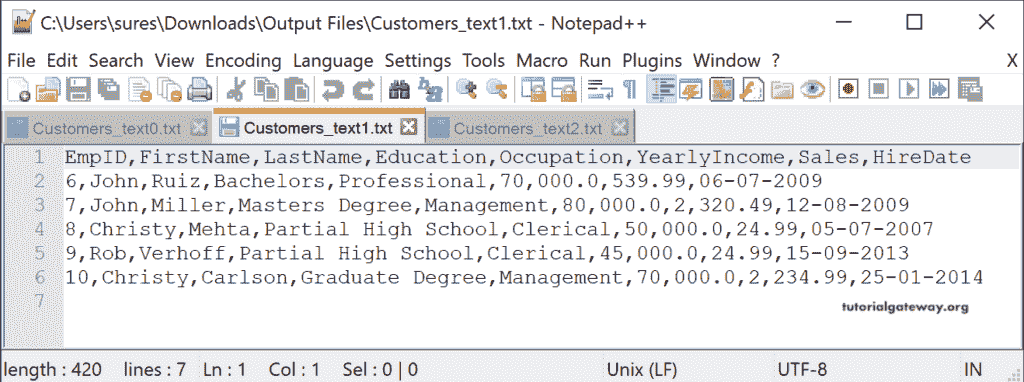 C:\Users\sures\Downloads\Output Files\Customers_text1.txt - Notepad++
File Edit Search View Encoding Language Settings Tools Macro Run Plugins Window ? X
Customers_text0.txt Customers_text1.txt Customers_text2.txt
1 EmpID,FirstName,LastName,Education,Occupation,YearlyIncome,Sales,HireDate
2 6,John,Ruiz,Bachelors,Professional,70,000.0,539.99,06-07-2009
3 7,John,Miller,Masters Degree,Management,80,000.0,2,320.49,12-08-2009
4 8,Christy,Mehta,Partial High School,Clerical,50,000.0,24.99,05-07-2007
5 9,Rob,Verhoff,Partial High School,Clerical,45,000.0,24.99,15-09-2013
6 10,Christy,Carlson,Graduate Degree,Management,70,000.0,2,234.99,25-01-2014
7
tutorialgateway.org
length : 420 lines : 7 Ln : 1 Col : 1 Sel : 0 | 0 Unix (LF) UTF-8 IN